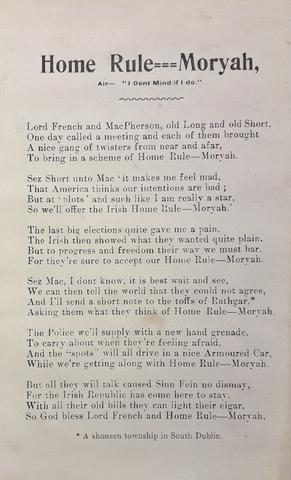 Home Rule===Moryah,
Air— "I Dont Mind if I do."
Lord French and MacPherson, old Long and old Short,
One day called a meeting and each of them brought
A nice gang of twisters from near and afar,
To bring in a scheme of Home Rule—Moryah.
Sez Short unto Mac 'it makes me feel mad,
That America thinks our intentions are bad ;
But at 'plots' and such like I am really a star,
So we'll offer the Irish Home Rule—Moryah.'
The last big elections quite gave me a pain.
The Irish then showed what they wanted quite plain.
But to progress and freedom their way we must bar.
For they're sure to accept our Home Rule—Moryah.
Sez Mac, I dont know, it is best wait and see,
We can then tell the world that they could not agree,
And I'll send a short note to the toffs of Rathgar.*
Asking them what they think of Home Rule—Moryah.
The Police we'll supply with a new hand grenade.
To carry about when they're feeling afraid,
And the "spots" will all drive in a nice Armoured Car,
While we're getting along with Home Rule—Moryah.
But all they will talk caused Sinn Fein no dismay,
For the Irish Republic has come here to stay.
With all their old bills they can light their cigar,
So God bless Lord French and Home Rule—Moryah,
* A shoneen township in South Dublin.